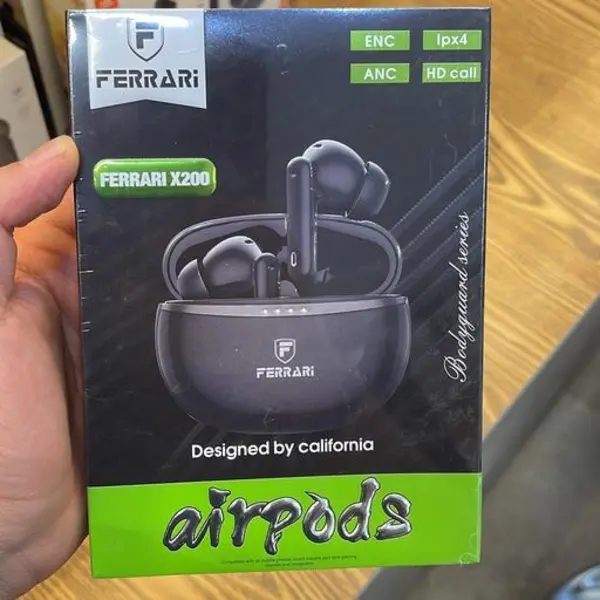 F
FERRARi
ENC
Ipx4
ANC
HD call
FERRARI X200
Bodyguard series
F
FERRARi
Designed by california
airpods